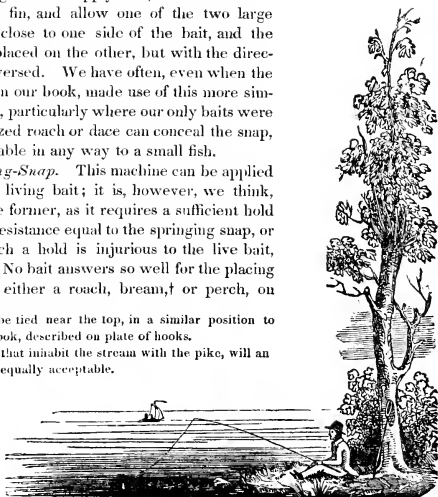 fin, and allow one of the two large
close to one side of the bait, and the
placed on the other, but with the direc-
versed. We have often, even when the
n our book, made use of this more sim-
, particularly where our only baits were
zed roach or dace can conceal the snap,
able in any way to a small fish.
g-Snap. This machine can be applied
living bait; it is, however, we think,
e former, as it requires a sufficient hold
esistance equal to the springing snap, or
ch a hold is injurious to the live bait,
No bait answers so well for the placing
either a roach, bream,† or perch, on
be tied near the top, in a similar position to
ook, described on plate of hooks.
that inhabit the stream with the pike, will an
equally acceptable.